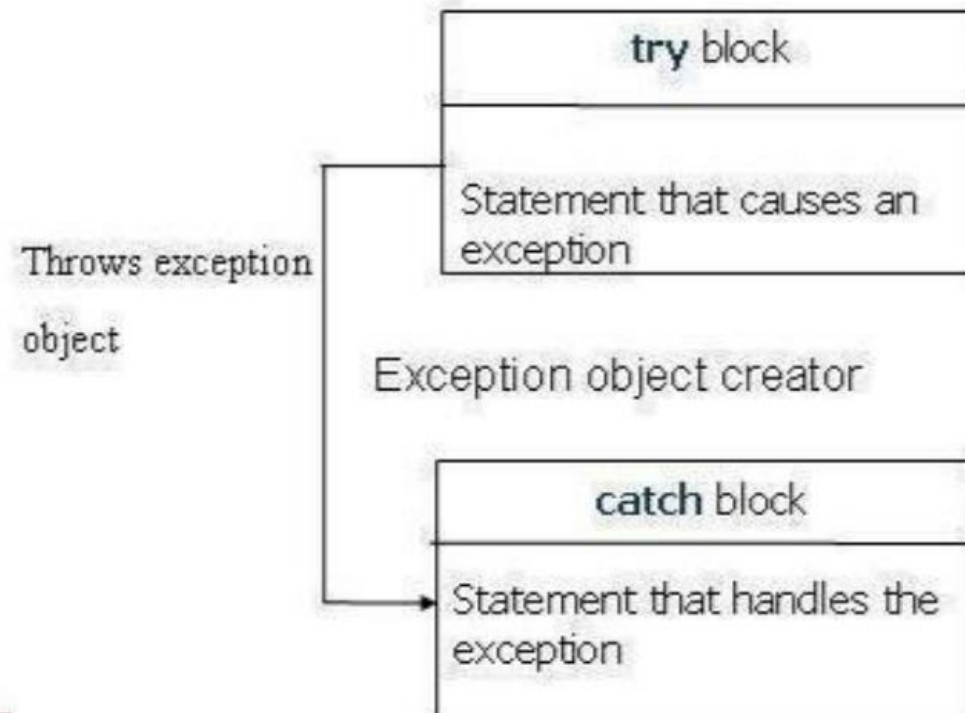 try block
Statement that causes an
exception
Throws exception
object
Exception object creator
catch block
Statement that handles the
exception